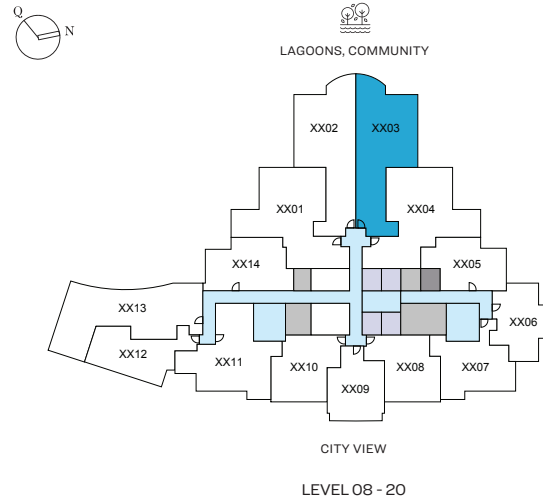 Q
N
LAGOONS, COMMUNITY
XX02 XX03
XX01 XX04
XX14 XX05
XX13 XX06
XX12 XX11 XX10 XX08 XX07
XX09
CITY VIEW
LEVEL 08 - 20